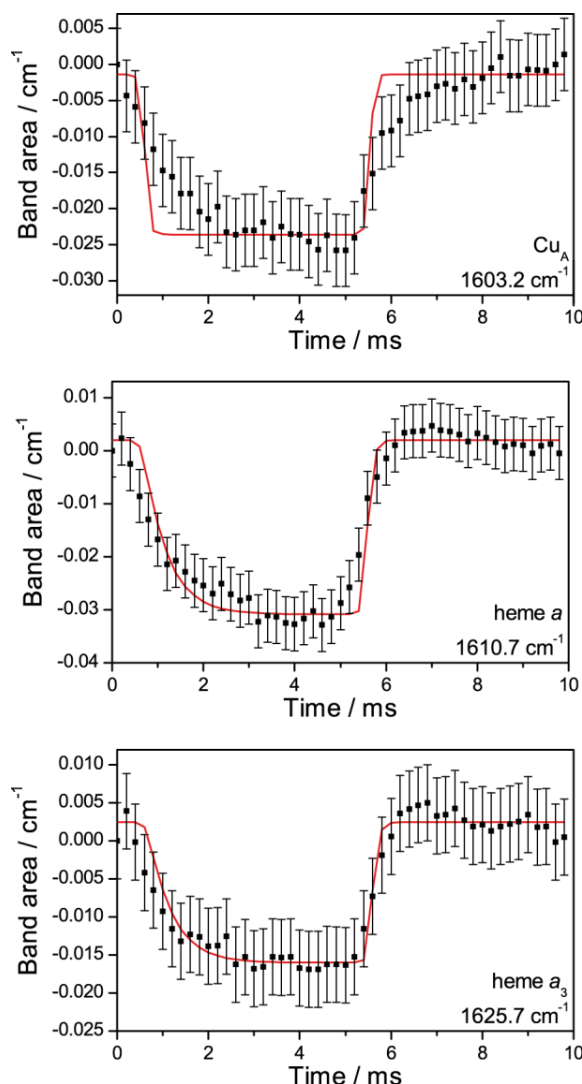 0.005
0.000
-0.005
-0.010
-0.015
-0.020
-0.025
-0.030
Band area / cm⁻¹
Cu_A
1603.2 cm⁻¹
0 2 4 6 8 10
Time / ms
0.01
0.00
-0.01
-0.02
-0.03
-0.04
Band area / cm⁻¹
heme a
1610.7 cm⁻¹
0 2 4 6 8 10
Time / ms
0.010
0.005
0.000
-0.005
-0.010
-0.015
-0.020
-0.025
Band area / cm⁻¹
heme a₃
1625.7 cm⁻¹
0 2 4 6 8 10
Time / ms